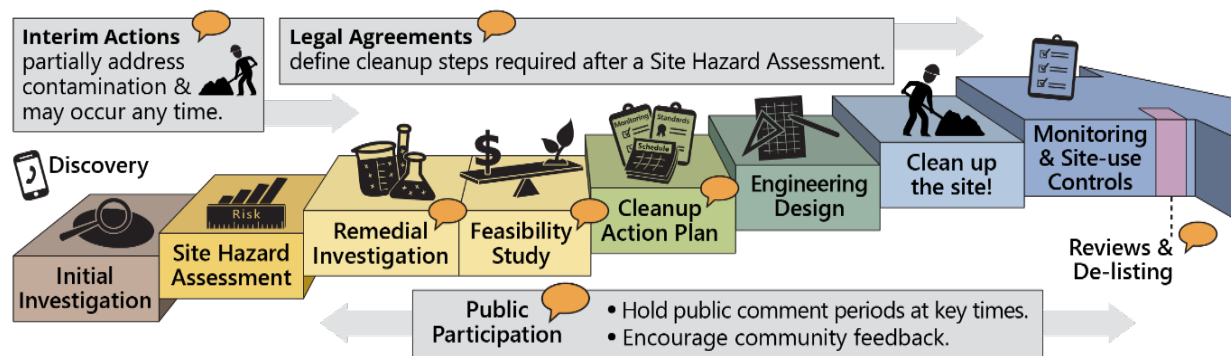 Interim Actions
partially address
contamination &
may occur any time.
Legal Agreements
define cleanup steps required after a Site Hazard Assessment.
Discovery
Initial
Investigation
Risk
Site Hazard
Assessment
Remedial
Investigation
$
Feasibility
Study
Monitoring
Standards
Schedule
Cleanup
Action Plan
Engineering
Design
Clean up
the site!
Monitoring
& Site-use
Controls
Reviews &
De-listing
Public
Participation
• Hold public comment periods at key times.
• Encourage community feedback.